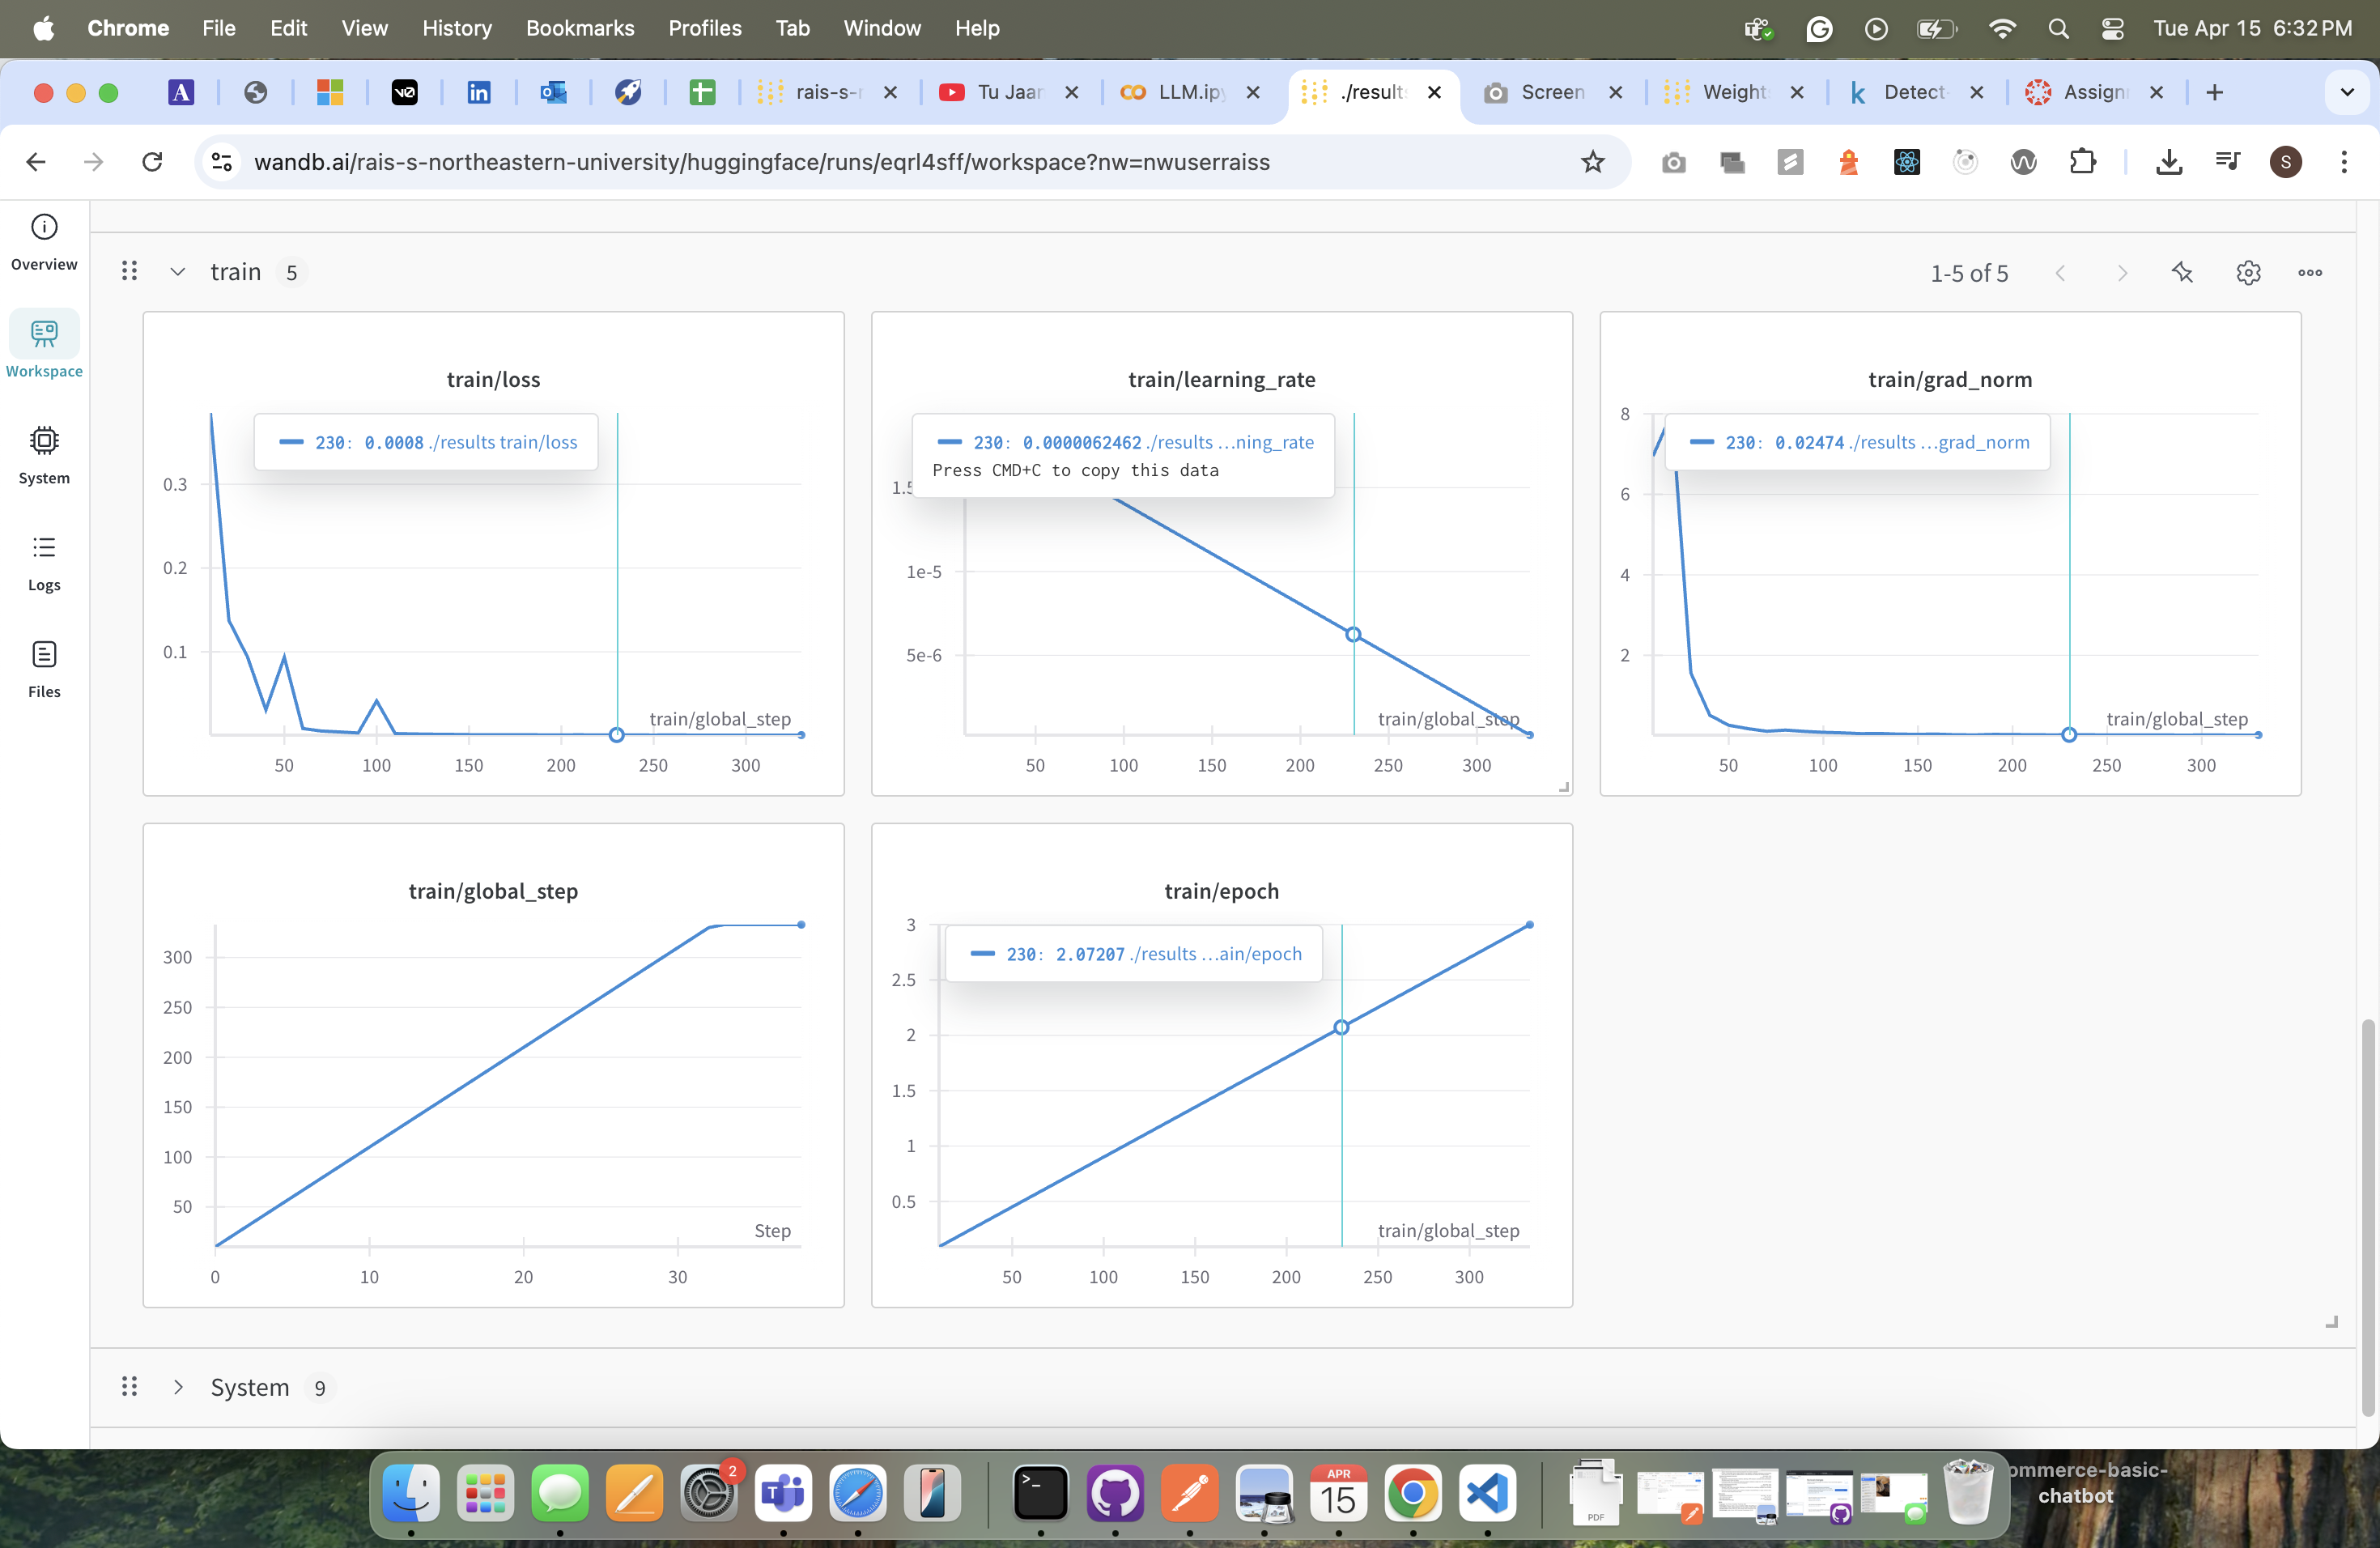 Chrome File Edit View History Bookmarks Profiles Tab Window Help Tue Apr 15 6:32 PM
A v0 in rais-s-r Tu Jaar LLM.ipy ./result Screen Weight Detect Assign
wandb.ai/rais-s-northeastern-university/huggingface/runs/eqrl4sff/workspace?nw=nwuserraiss S
Overview
Workspace
System
Logs
Files
train 5
1-5 of 5
train/loss
230: 0.0008 ./results train/loss
0.3
0.2
0.1
train/global_step
50 100 150 200 250 300
train/learning_rate
230: 0.0000062462 ./results ...ning_rate
Press CMD+C to copy this data
1.5
1e-5
5e-6
train/global_step
50 100 150 200 250 300
train/grad_norm
230: 0.02474 ./results ...grad_norm
8
6
4
2
train/global_step
50 100 150 200 250 300
train/global_step
300
250
200
150
100
50
Step
0 10 20 30
train/epoch
230: 2.07207 ./results ...ain/epoch
3
2.5
2
1.5
1
0.5
train/global_step
50 100 150 200 250 300
System 9
2
APR
15
PDF
ommerce-basic-
chatbot